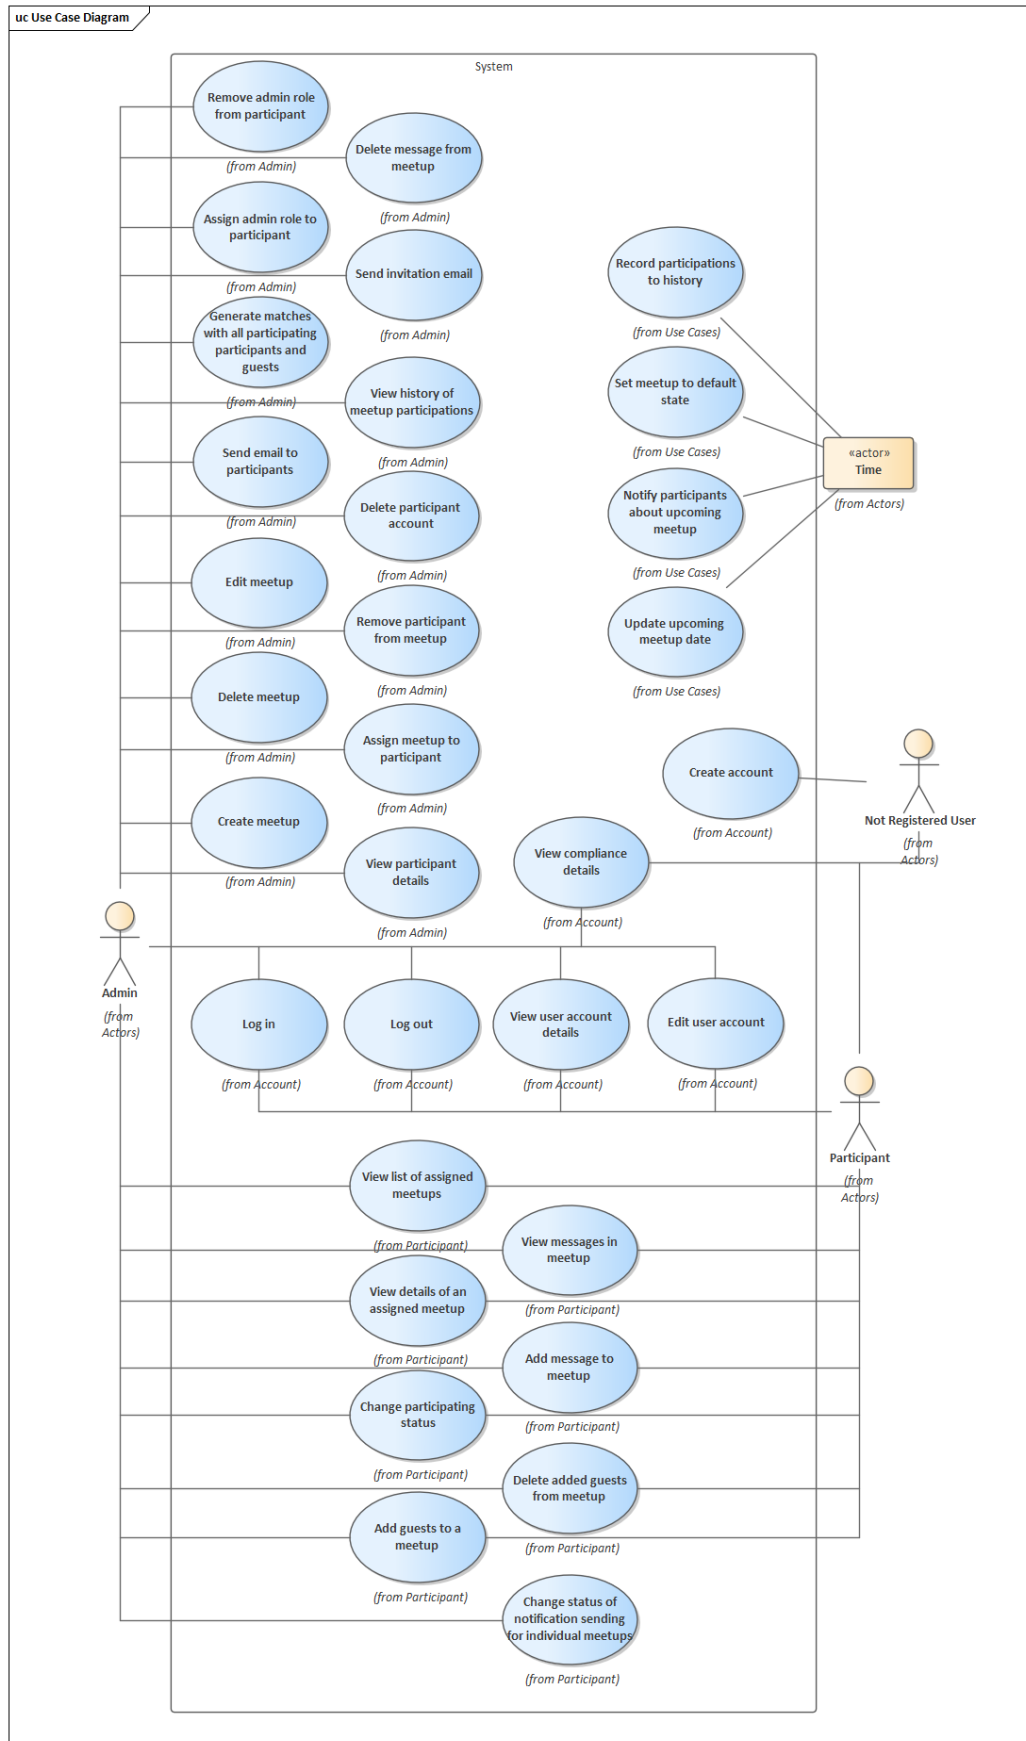 uc Use Case Diagram
System
Remove admin role
from participant
(from Admin)
Delete message from
meetup
(from Admin)
Assign admin role to
participant
(from Admin)
Send invitation email
(from Admin)
Record participations
to history
(from Use Cases)
Generate matches
with all participating
participants and
guests
(from Admin)
View history of
meetup participations
(from Admin)
Set meetup to default
state
(from Use Cases)
«actor»
Time
(from Actors)
Send email to
participants
(from Admin)
Delete participant
account
(from Admin)
Notify participants
about upcoming
meetup
(from Use Cases)
Edit meetup
(from Admin)
Remove participant
from meetup
(from Admin)
Update upcoming
meetup date
(from Use Cases)
Delete meetup
(from Admin)
Assign meetup to
participant
(from Admin)
Create account
(from Account)
Not Registered User
(from
Actors)
Create meetup
(from Admin)
View participant
details
(from Admin)
View compliance
details
(from Account)
Admin
(from
Actors)
Log in
(from Account)
Log out
(from Account)
View user account
details
(from Account)
Edit user account
(from Account)
Participant
(from
Actors)
View list of assigned
meetups
(from Participant)
View messages in
meetup
(from Participant)
View details of an
assigned meetup
(from Participant)
Add message to
meetup
(from Participant)
Change participating
status
(from Participant)
Delete added guests
from meetup
(from Participant)
Add guests to a
meetup
(from Participant)
Change status of
notification sending
for individual meetups
(from Participant)